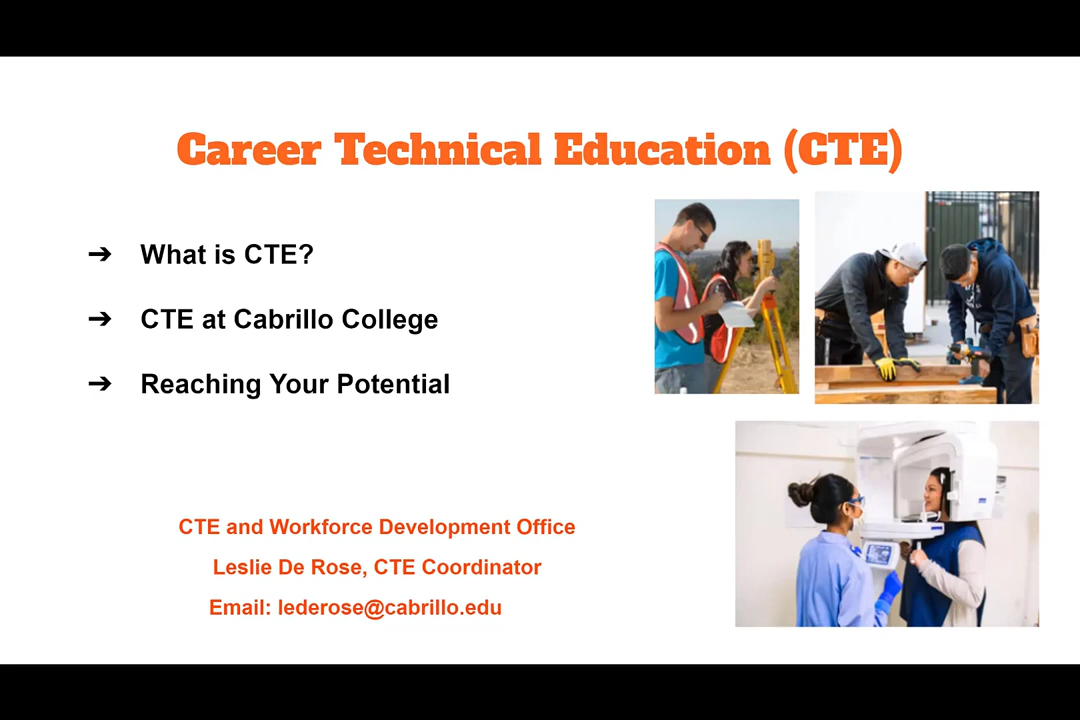 Career Technical Education (CTE)
➔ What is CTE?
➔ CTE at Cabrillo College
➔ Reaching Your Potential
CTE and Workforce Development Office
Leslie De Rose, CTE Coordinator
Email: lederose@cabrillo.edu